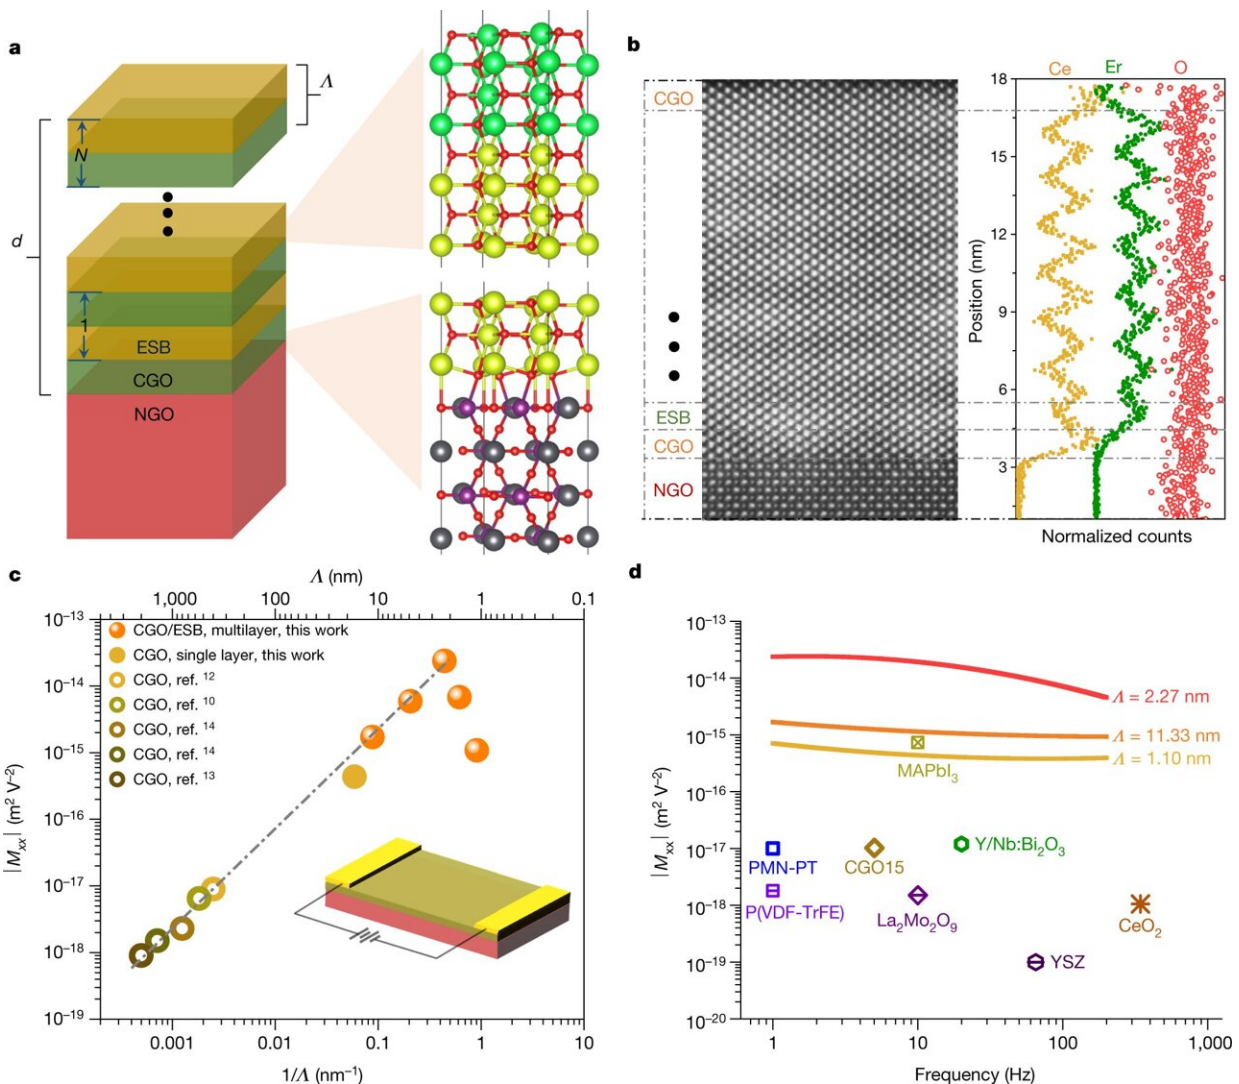 a
Λ
N
d
1
ESB
CGO
NGO
b
CGO
ESB
CGO
NGO
Ce Er O
18
15
12
9
6
3
Position (nm)
Normalized counts
c
Λ (nm)
1,000 100 10 1 0.1
10⁻¹³
10⁻¹⁴
10⁻¹⁵
10⁻¹⁶
10⁻¹⁷
10⁻¹⁸
10⁻¹⁹
|Mₓₓ| (m² V⁻²)
CGO/ESB, multilayer, this work
CGO, single layer, this work
CGO, ref. ¹²
CGO, ref. ¹⁰
CGO, ref. ¹⁴
CGO, ref. ¹⁴
CGO, ref. ¹³
0.001 0.01 0.1 1 10
1/Λ (nm⁻¹)
d
10⁻¹³
10⁻¹⁴
10⁻¹⁵
10⁻¹⁶
10⁻¹⁷
10⁻¹⁸
10⁻¹⁹
10⁻²⁰
|Mₓₓ| (m² V⁻²)
Λ = 2.27 nm
Λ = 11.33 nm
Λ = 1.10 nm
MAPbI₃
PMN-PT
CGO15
Y/Nb:Bi₂O₃
P(VDF-TrFE)
La₂Mo₂O₉
CeO₂
YSZ
1 10 100 1,000
Frequency (Hz)